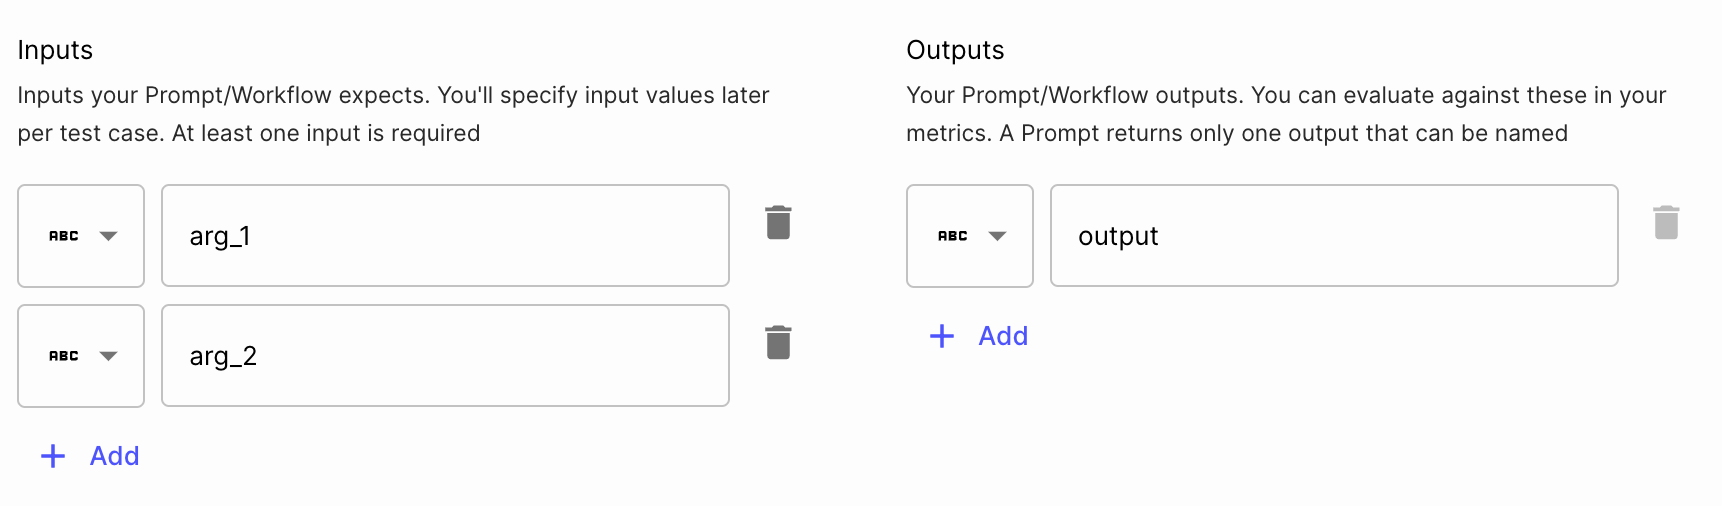 Inputs
Inputs your Prompt/Workflow expects. You'll specify input values later
per test case. At least one input is required
ABC
arg_1
ABC
arg_2
Add
Outputs
Your Prompt/Workflow outputs. You can evaluate against these in your
metrics. A Prompt returns only one output that can be named
ABC
output
Add